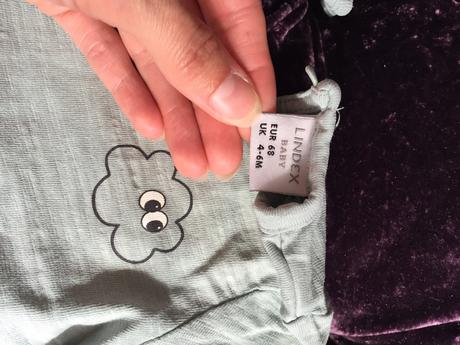 LINDEX
BABY
EUR 68
UK 4-6M